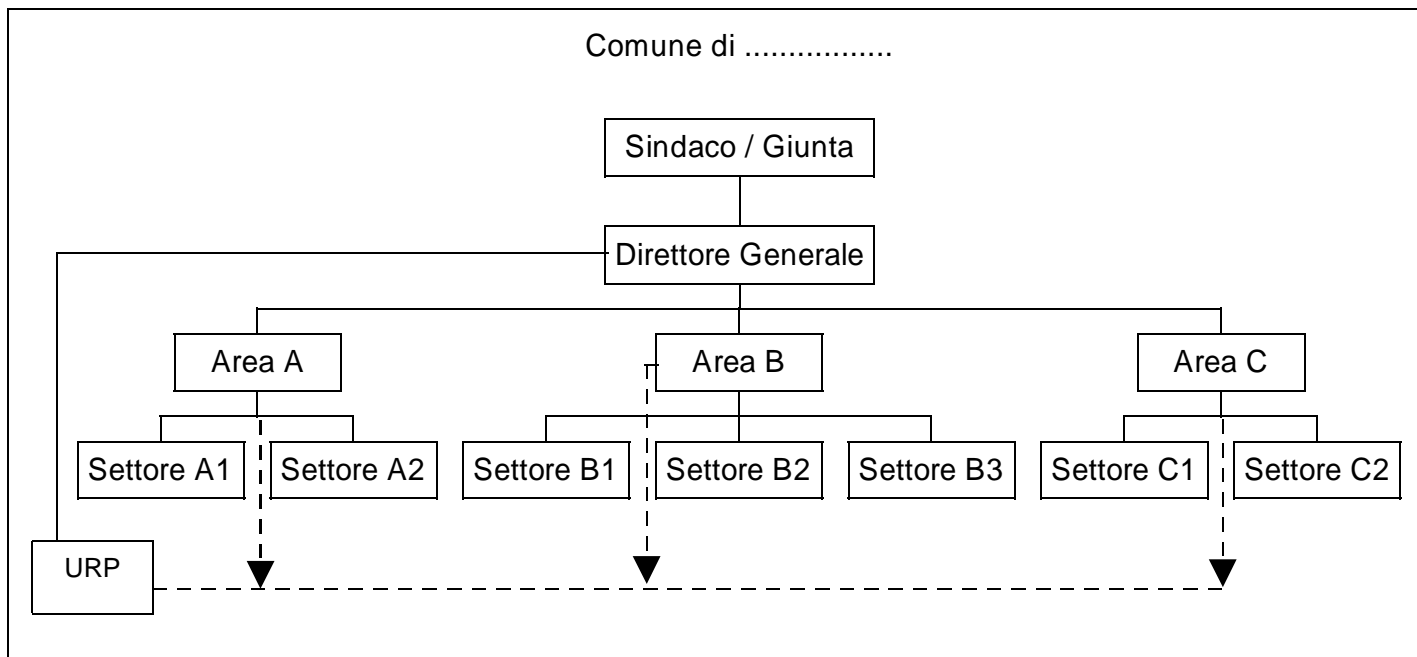 Comune di .................
Sindaco / Giunta
Direttore Generale
Area A
Area B
Area C
Settore A1
Settore A2
Settore B1
Settore B2
Settore B3
Settore C1
Settore C2
URP